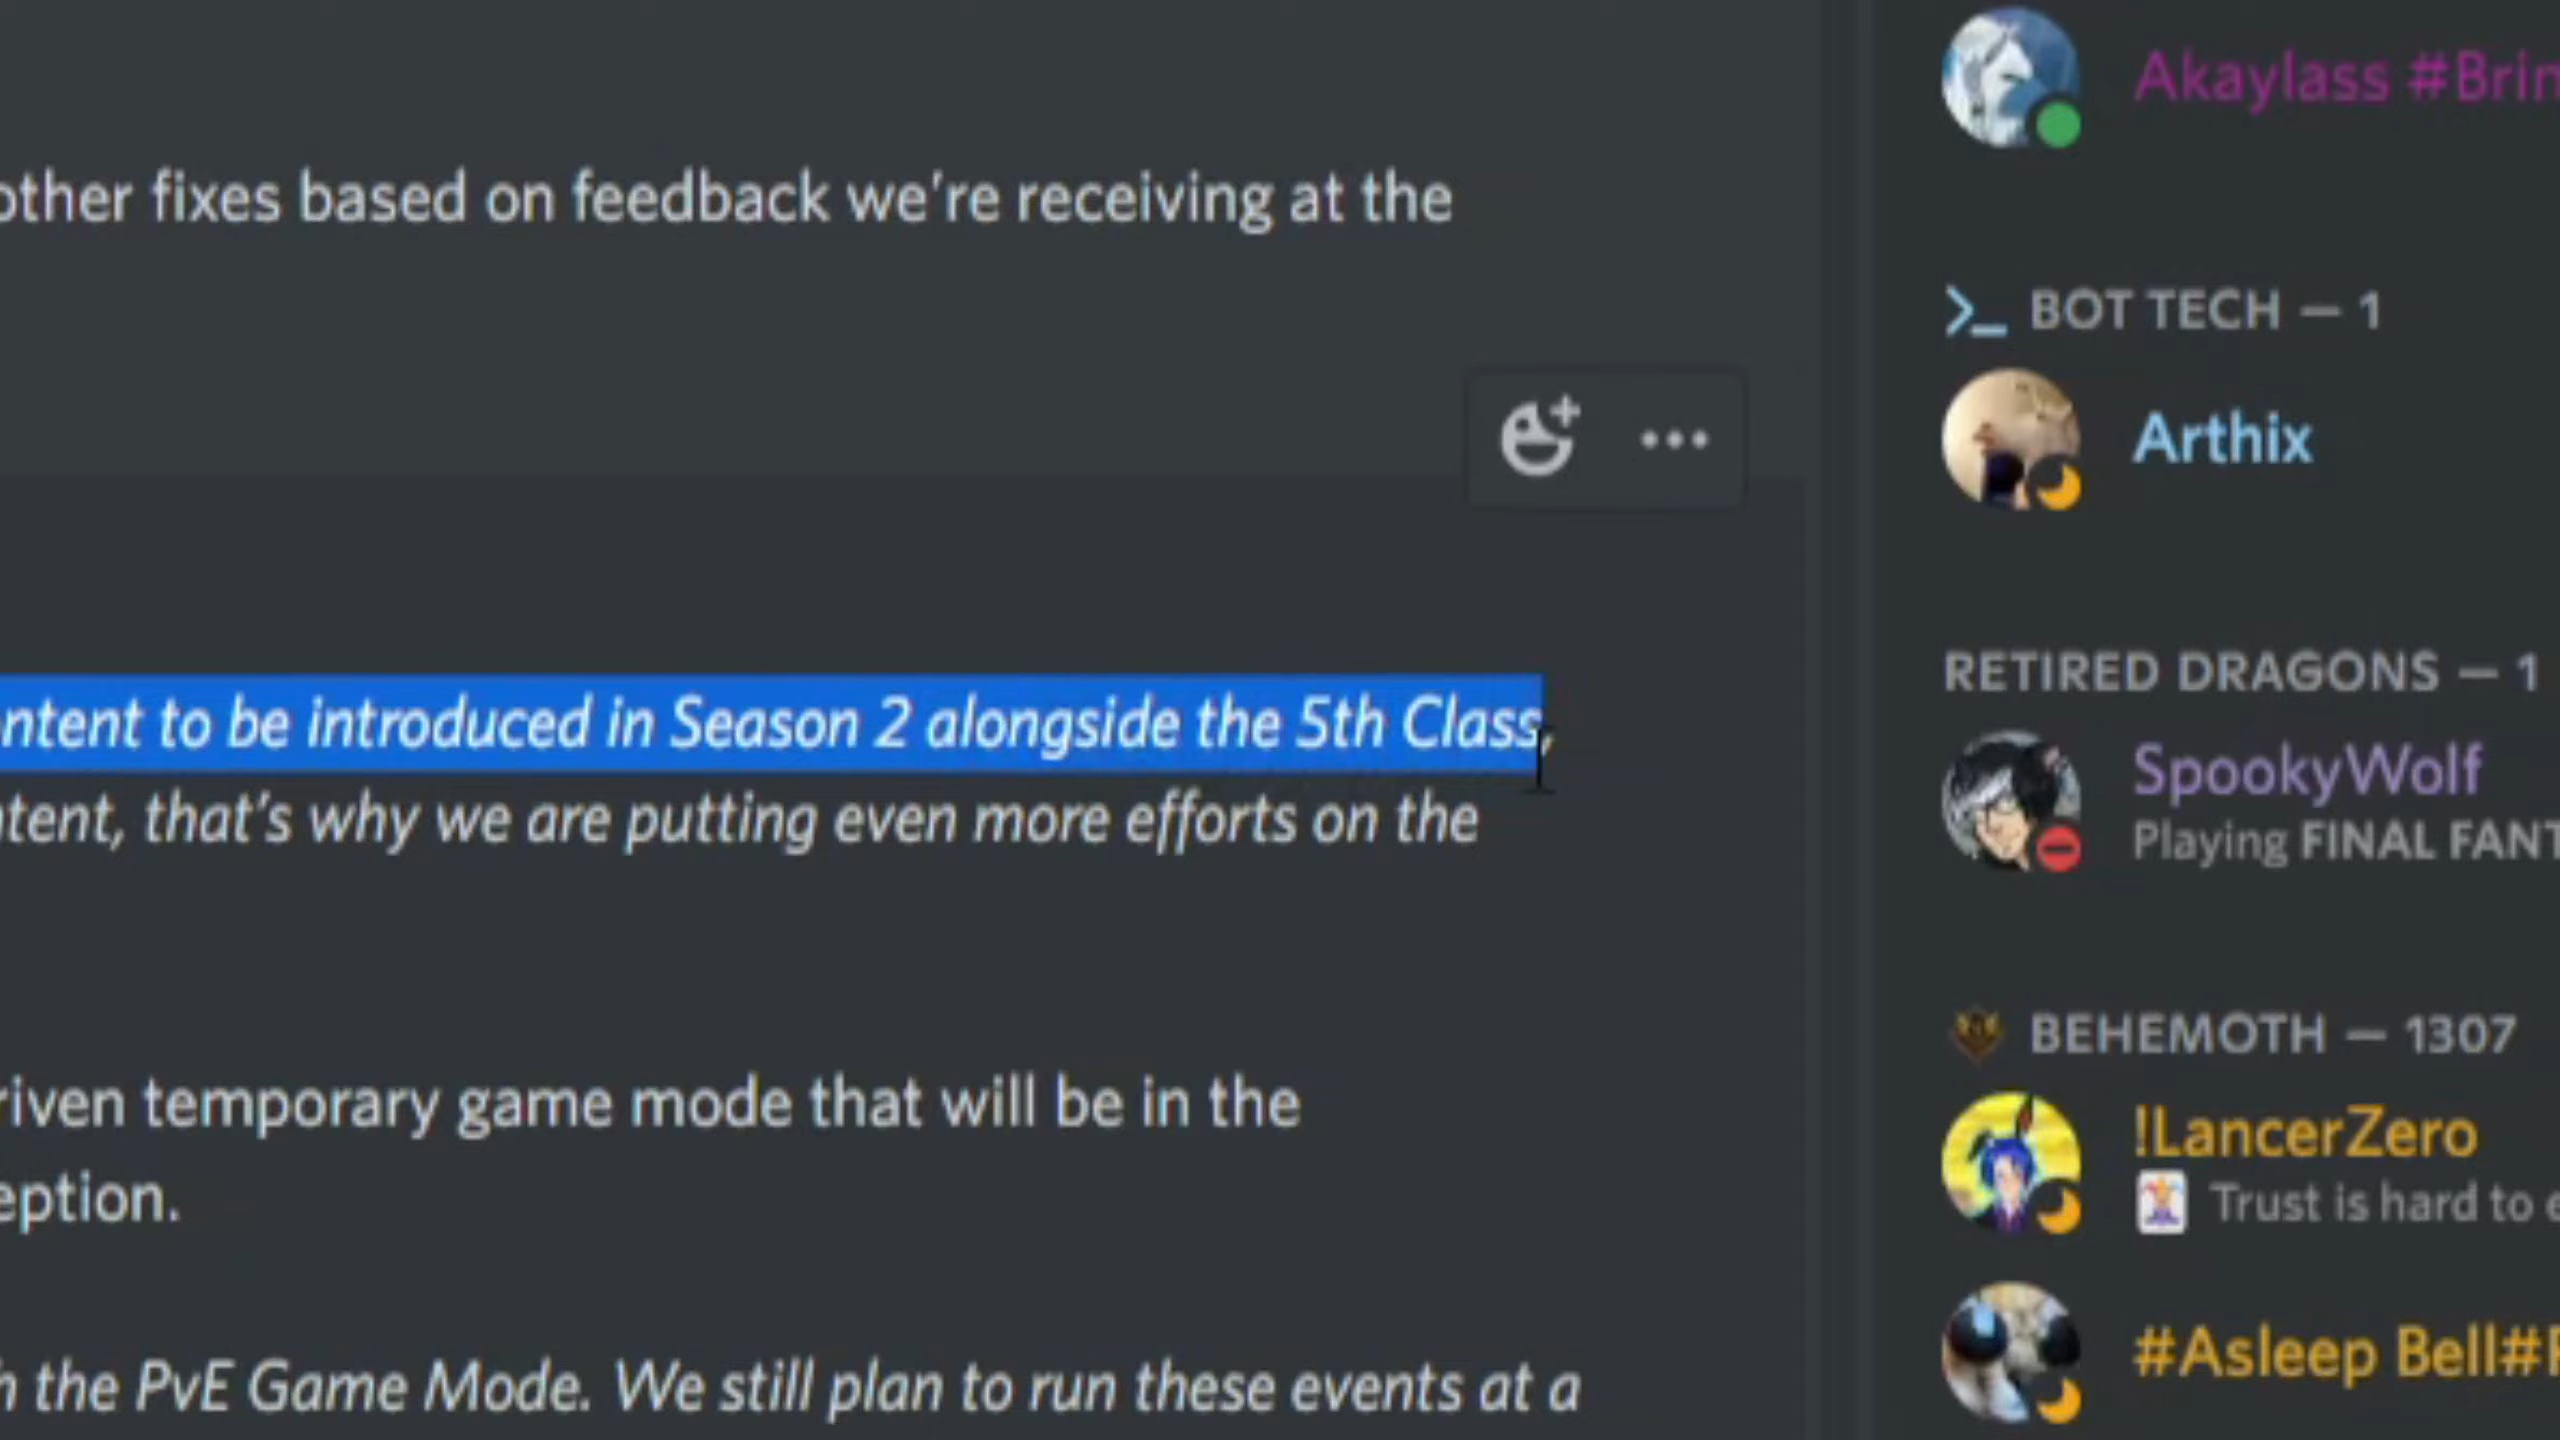 other fixes based on feedback we're receiving at the
ntent to be introduced in Season 2 alongside the 5th Class,
tent, that's why we are putting even more efforts on the
riven temporary game mode that will be in the
eption.
h the PvE Game Mode. We still plan to run these events at a
Akaylass #Brin
BOT TECH — 1
Arthix
RETIRED DRAGONS — 1
SpookyWolf
Playing FINAL FANT
BEHEMOTH — 1307
!LancerZero
Trust is hard to e
#Asleep Bell#